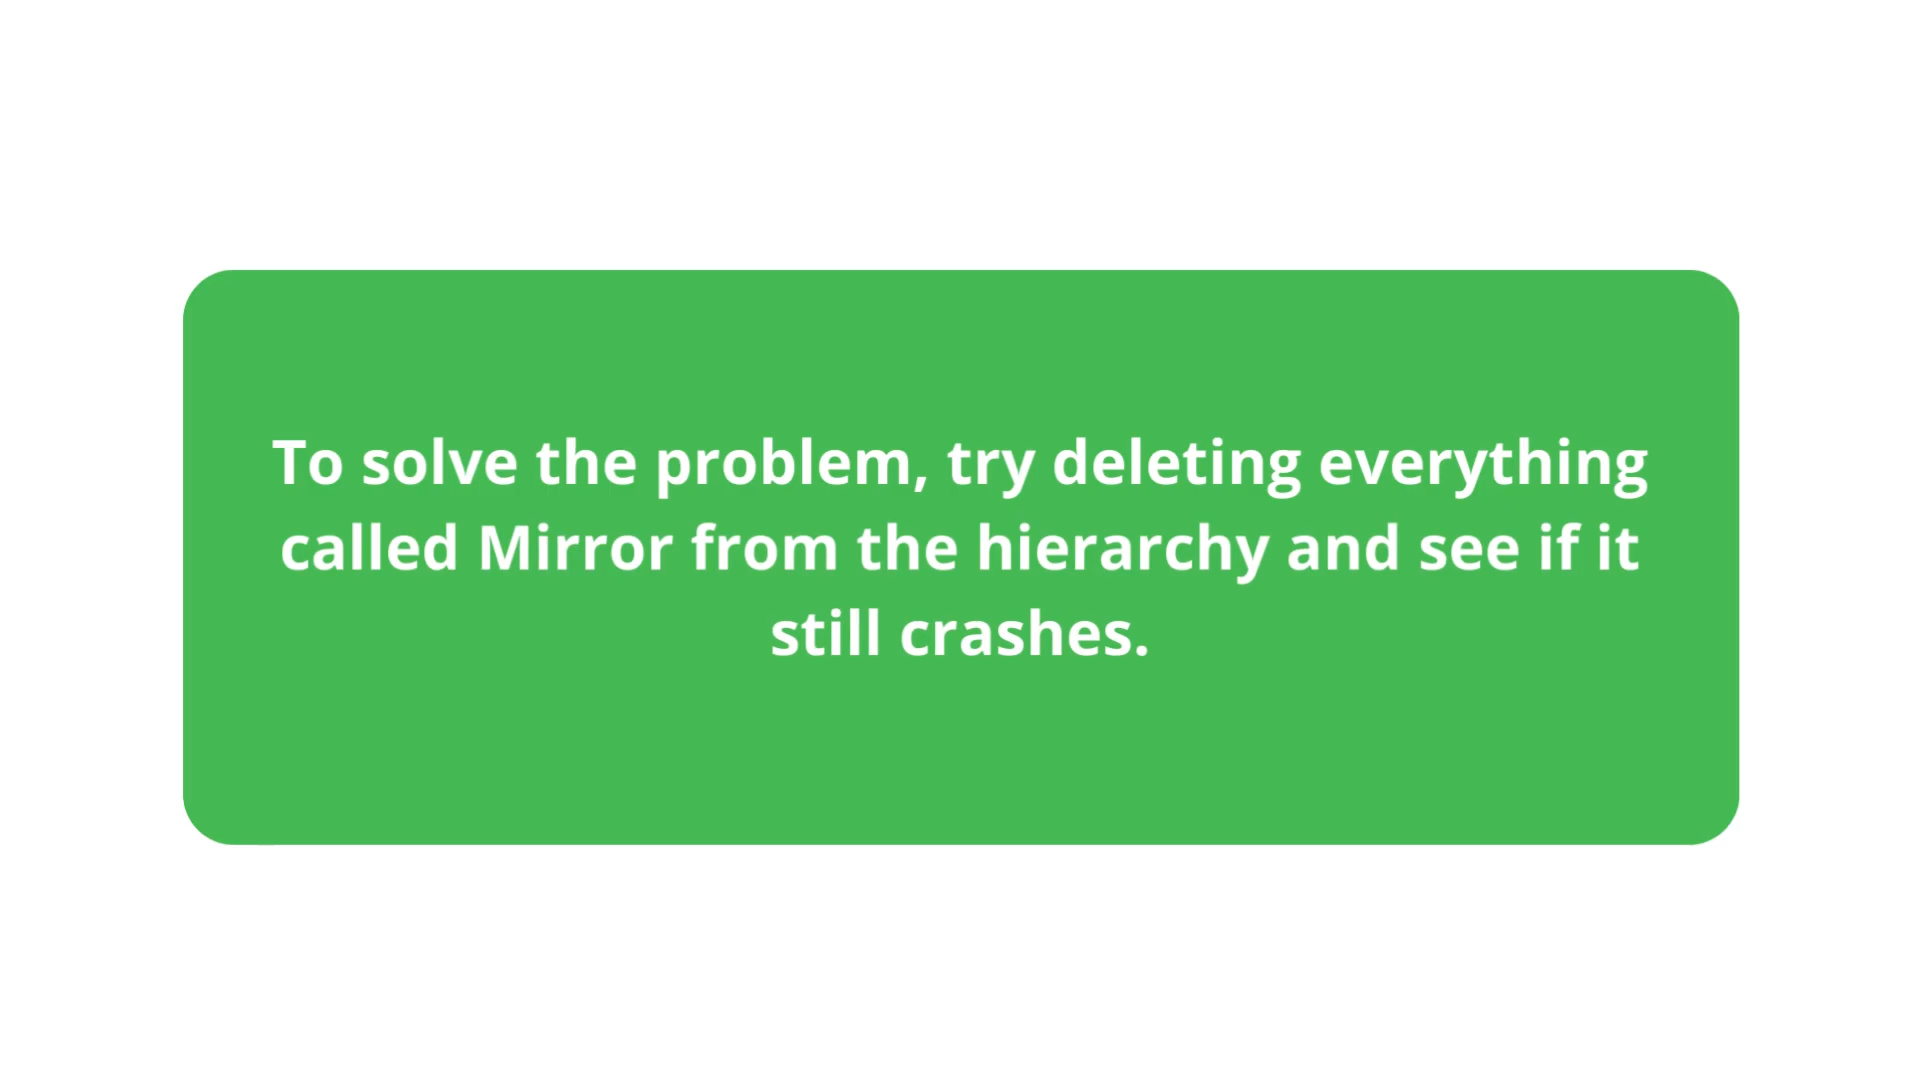 To solve the problem, try deleting everything
called Mirror from the hierarchy and see if it
still crashes.